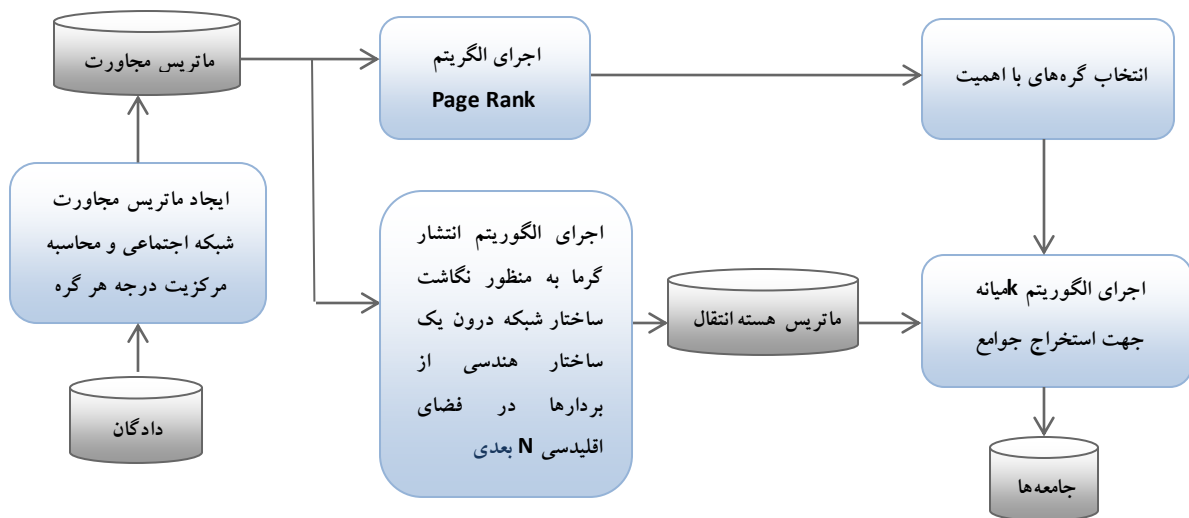 ماتریس مجاورت
اجرای الگریتم
Page Rank
انتخاب گره‌های با اهمیت
ایجاد ماتریس مجاورت
شبکه اجتماعی و محاسبه
مرکزیت درجه هر گره
اجرای الگوریتم انتشار
گرما به منظور نگاشت
ساختار شبکه درون یک
ساختار هندسی از
بردارها در فضای
اقلیدسی N بعدی
ماتریس هسته انتقال
اجرای الگوریتم kمیانه
جهت استخراج جوامع
دادگان
جامعه‌ها